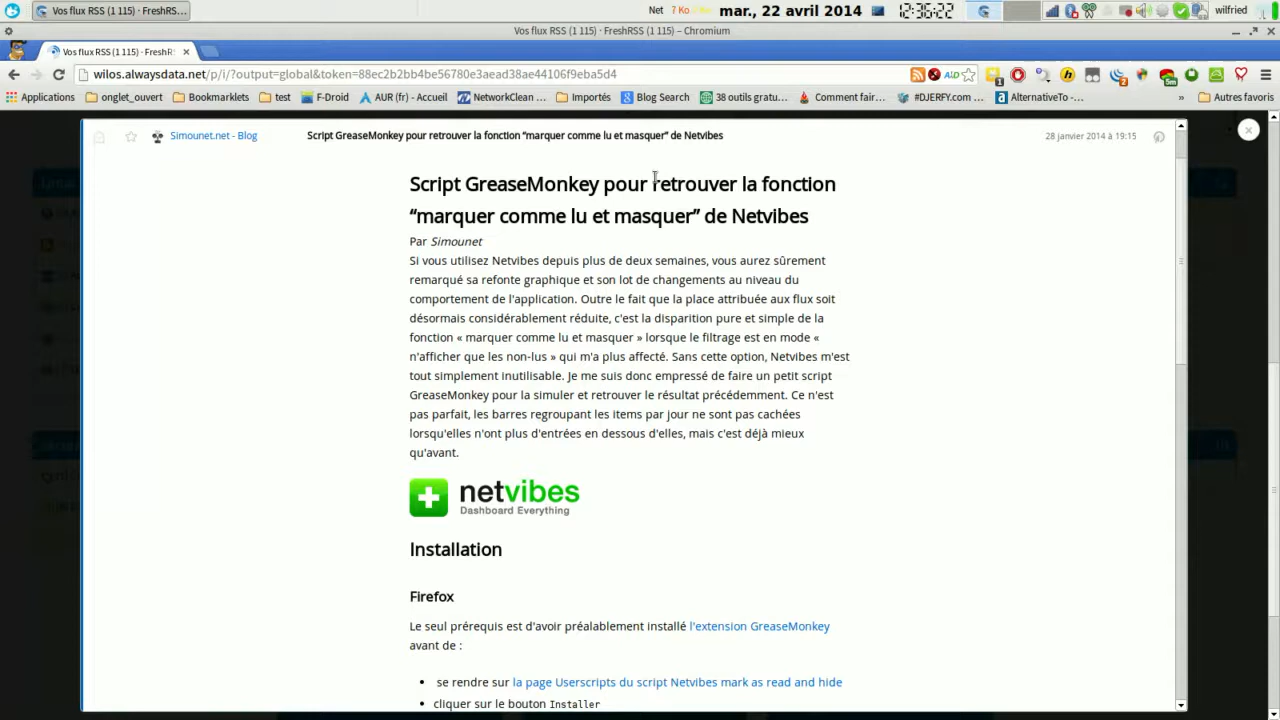 Vos flux RSS (1 115) · FreshRS...
Net ? Ko mar., 22 avril 2014 12:36:22 wilfried
Vos flux RSS (1 115) · FreshRSS (1 115) – Chromium
Vos flux RSS (1 115) · FreshR
wilos.alwaysdata.net/p/i/?output=global&token=88ec2b2bb4be56780e3aead38ae44106f9eba5d4
Applications onglet_ouvert Bookmarklets test F-Droid AUR (fr) - Accueil NetworkClean ... Importés Blog Search 38 outils gratu... Comment fair... #DJERFY.com ... AlternativeTo -... » Autres favoris
Simounet.net - Blog Script GreaseMonkey pour retrouver la fonction “marquer comme lu et masquer” de Netvibes 28 janvier 2014 à 19:15
Script GreaseMonkey pour retrouver la fonction
“marquer comme lu et masquer” de Netvibes
Par Simounet
Si vous utilisez Netvibes depuis plus de deux semaines, vous aurez sûrement
remarqué sa refonte graphique et son lot de changements au niveau du
comportement de l'application. Outre le fait que la place attribuée aux flux soit
désormais considérablement réduite, c'est la disparition pure et simple de la
fonction « marquer comme lu et masquer » lorsque le filtrage est en mode «
n'afficher que les non-lus » qui m'a plus affecté. Sans cette option, Netvibes m'est
tout simplement inutilisable. Je me suis donc empressé de faire un petit script
GreaseMonkey pour la simuler et retrouver le résultat précédemment. Ce n'est
pas parfait, les barres regroupant les items par jour ne sont pas cachées
lorsqu'elles n'ont plus d'entrées en dessous d'elles, mais c'est déjà mieux
qu'avant.
netvibes
Dashboard Everything
Installation
Firefox
Le seul prérequis est d'avoir préalablement installé l'extension GreaseMonkey
avant de :
• se rendre sur la page Userscripts du script Netvibes mark as read and hide
• cliquer sur le bouton Installer